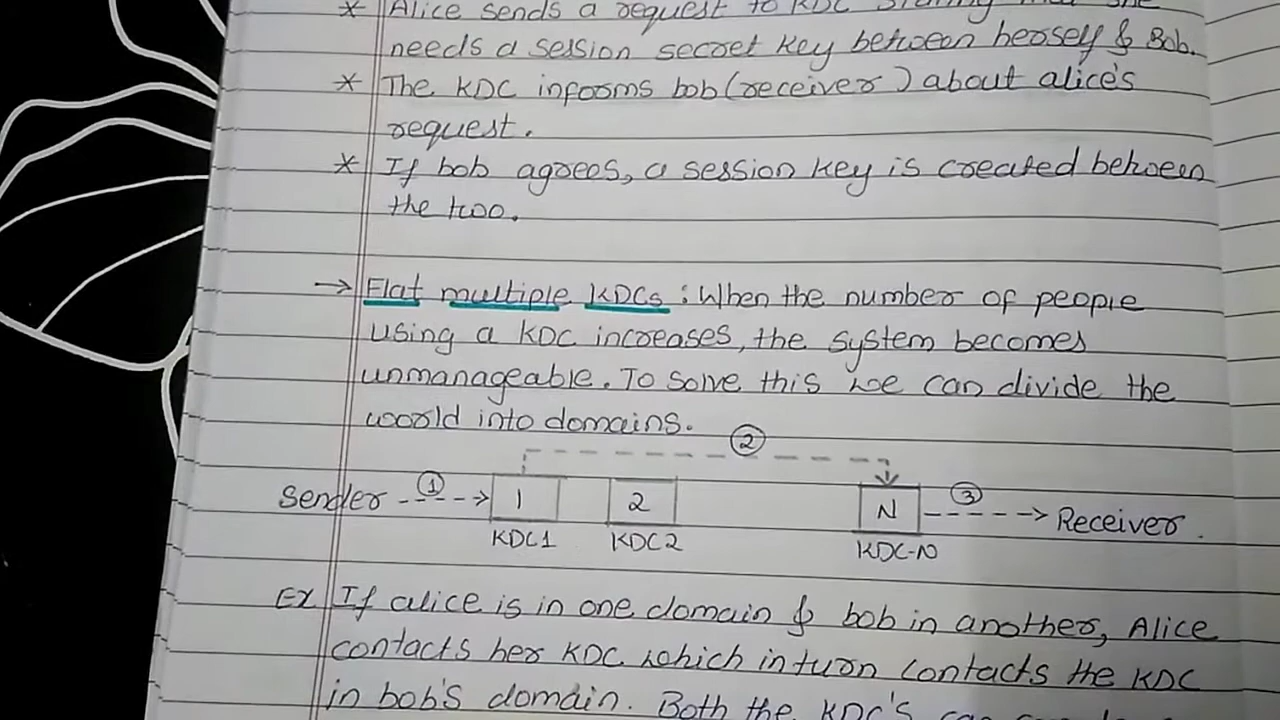 * Alice sends a request to KDC stating that she
needs a session secret key between herself & Bob.
* The KDC informs bob (receiver) about alice's
request.
* If bob agrees, a session key is created between
the two.
→ Flat multiple KDCs : When the number of people
using a KDC increases, the system becomes
unmanageable. To solve this we can divide the
world into domains.
2
Sender 1 1 2 N 3 Receiver.
KDC1 KDC2 KDC-N
Ex If alice is in one domain & bob in another, Alice
contacts her KDC which inturn contacts the KDC
in bob's domain. Both the KDC's can